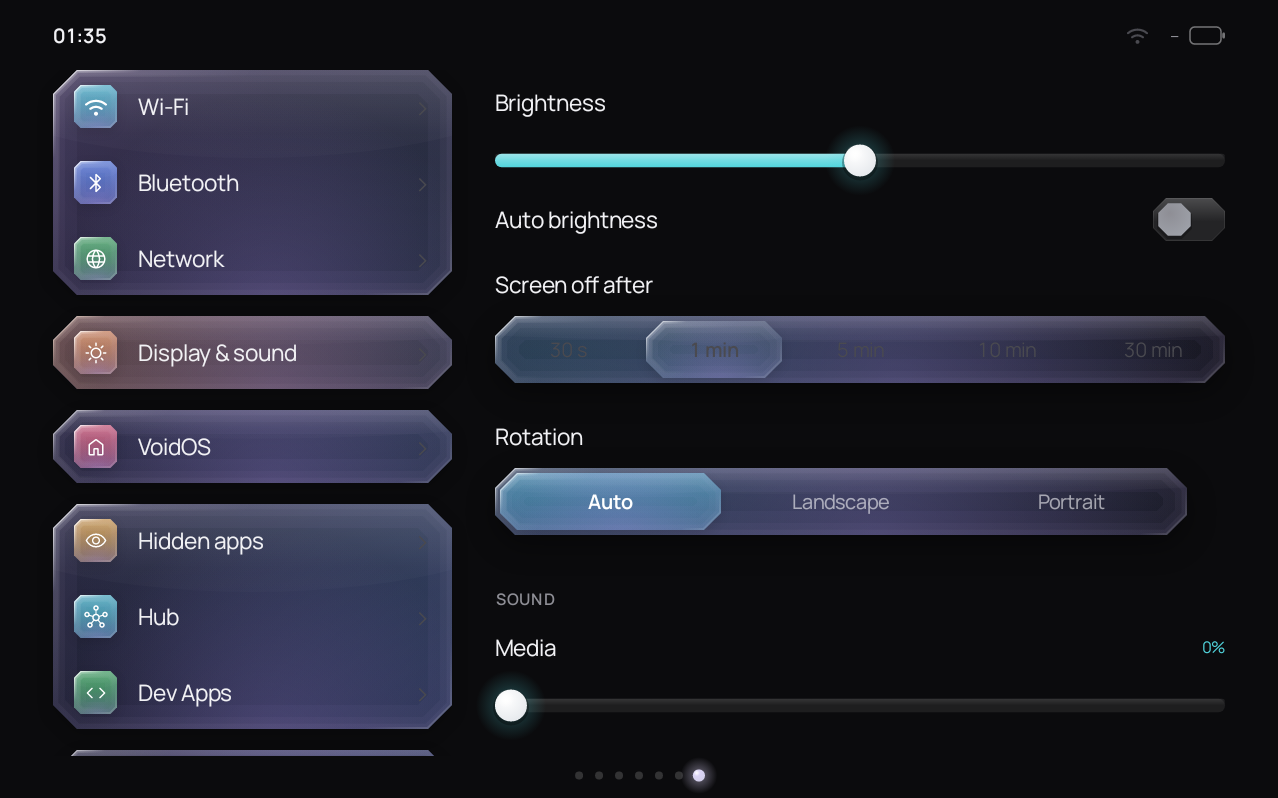 01:35
–
Wi-Fi
Bluetooth
Network
Display & sound
VoidOS
Hidden apps
Hub
Dev Apps
Brightness
Auto brightness
Screen off after
30 s 1 min 5 min 10 min 30 min
Rotation
Auto Landscape Portrait
SOUND
Media 0%